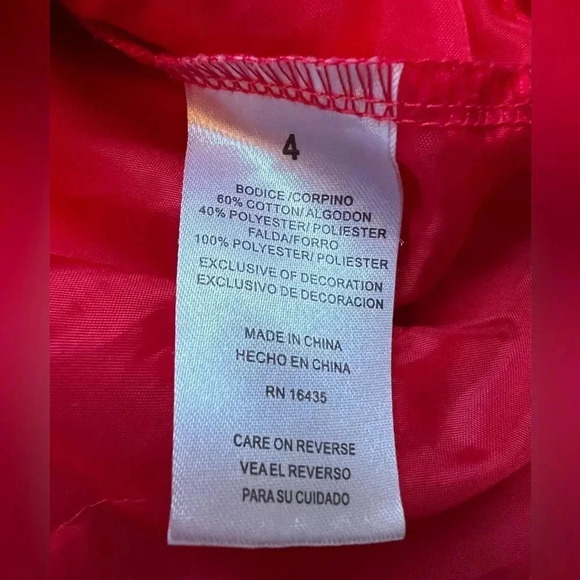 4
BODICE/CORPINO
60% COTTON/ALGODON
40% POLYESTER/POLIESTER
FALDA/FORRO
100% POLYESTER/POLIESTER
EXCLUSIVE OF DECORATION
EXCLUSIVO DE DECORACION
MADE IN CHINA
HECHO EN CHINA
RN 16435
CARE ON REVERSE
VEA EL REVERSO
PARA SU CUIDADO